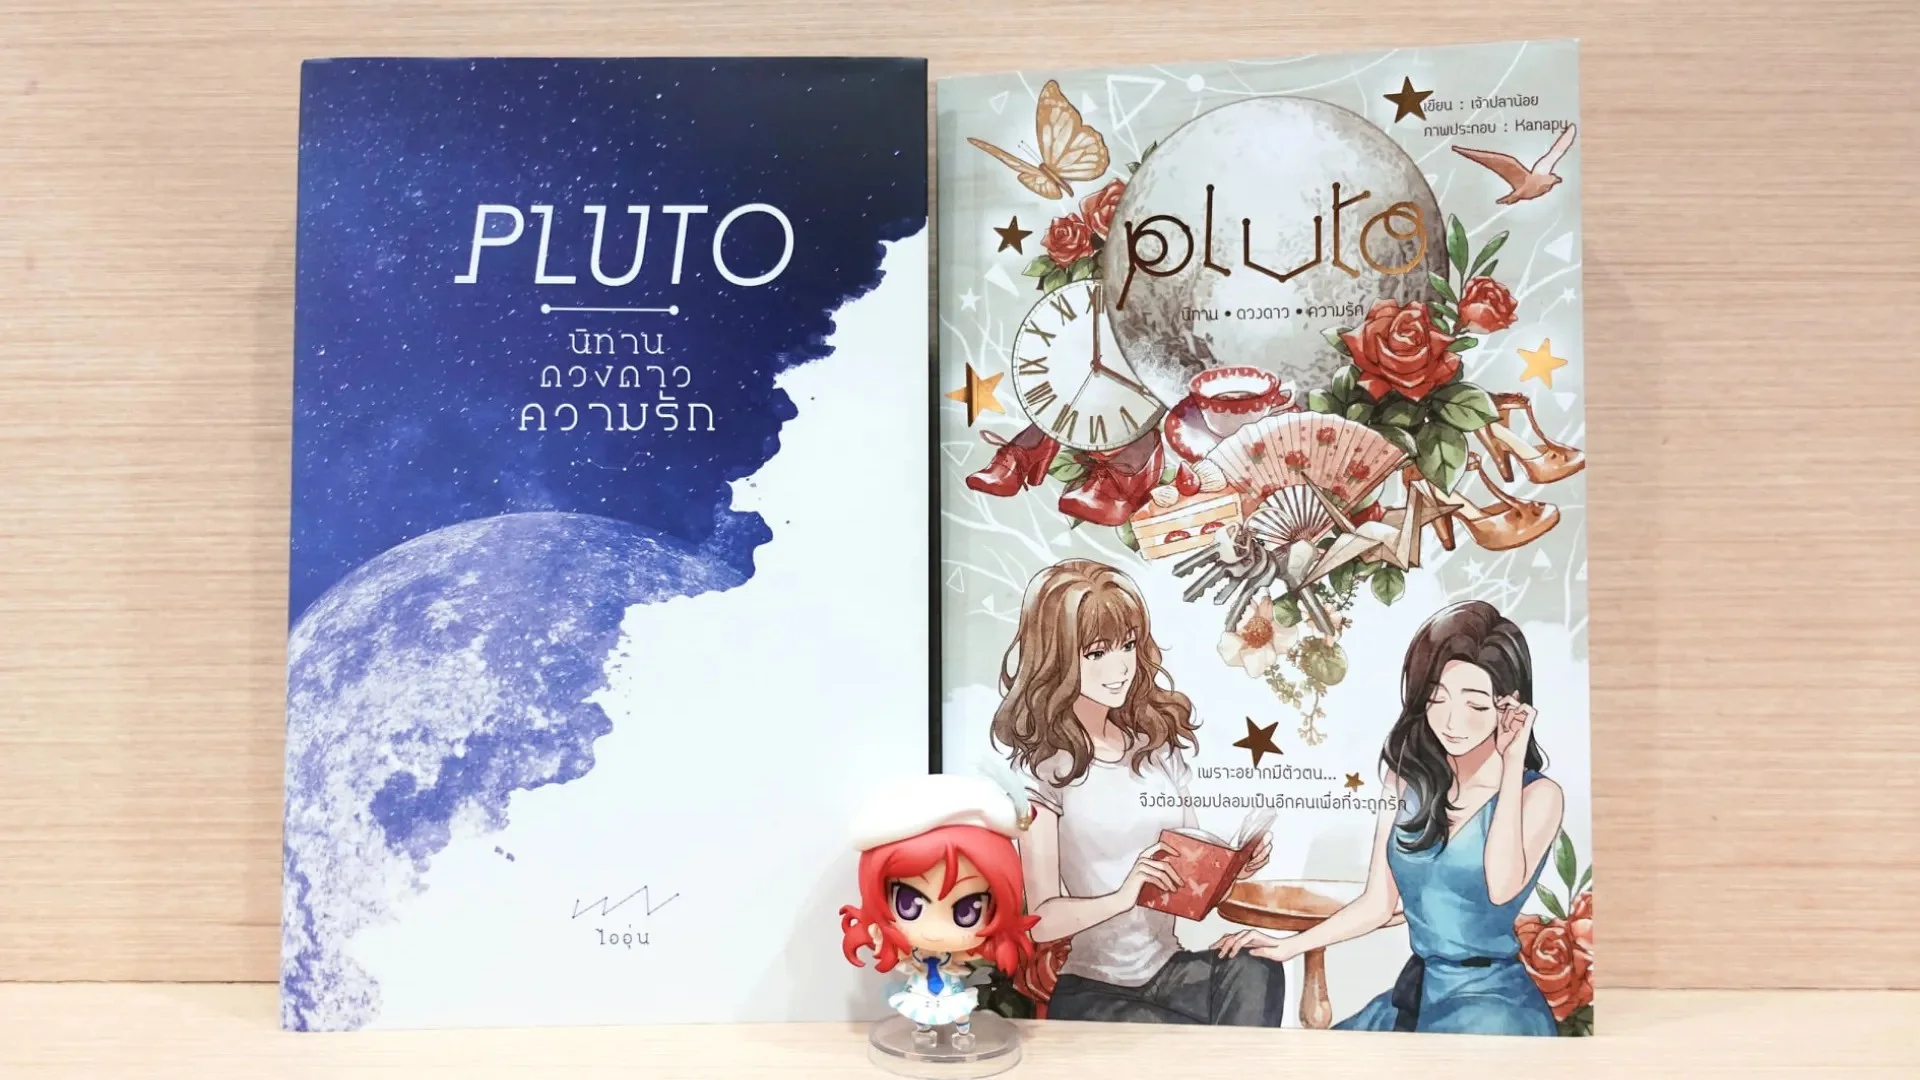 PLUTO
นิทาน
ดวงดาว
ความรัก
ไออุ่น
เขียน : เจ้าปลาน้อย
ภาพประกอบ : Kanapy
pluto
นิทาน • ดวงดาว • ความรัก
เพราะอยากมีตัวตน...
จึงต้องยอมปลอมเป็นอีกคนเพื่อที่จะถูกรัก